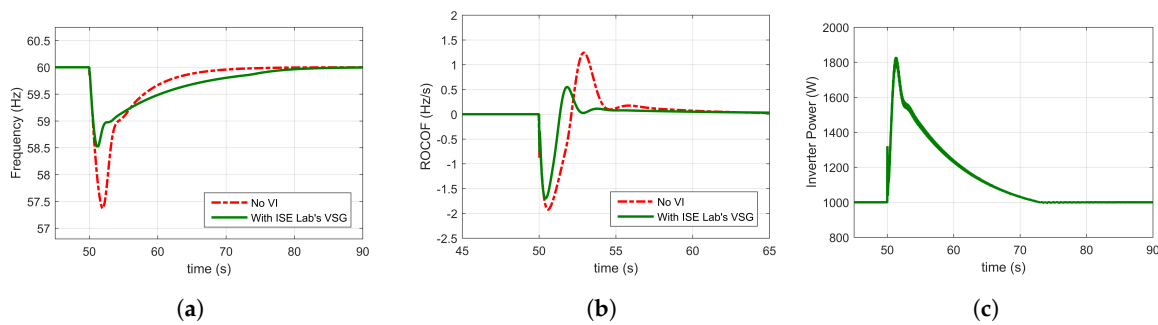 60.5
60
59.5
59
58.5
58
57.5
57
Frequency (Hz)
No VI
With ISE Lab's VSG
50 60 70 80 90
time (s)
(a)
2
1.5
1
0.5
0
-0.5
-1
-1.5
-2
-2.5
ROCOF (Hz/s)
No VI
With ISE Lab's VSG
45 50 55 60 65
time (s)
(b)
2000
1800
1600
1400
1200
1000
800
Inverter Power (W)
50 60 70 80 90
time (s)
(c)